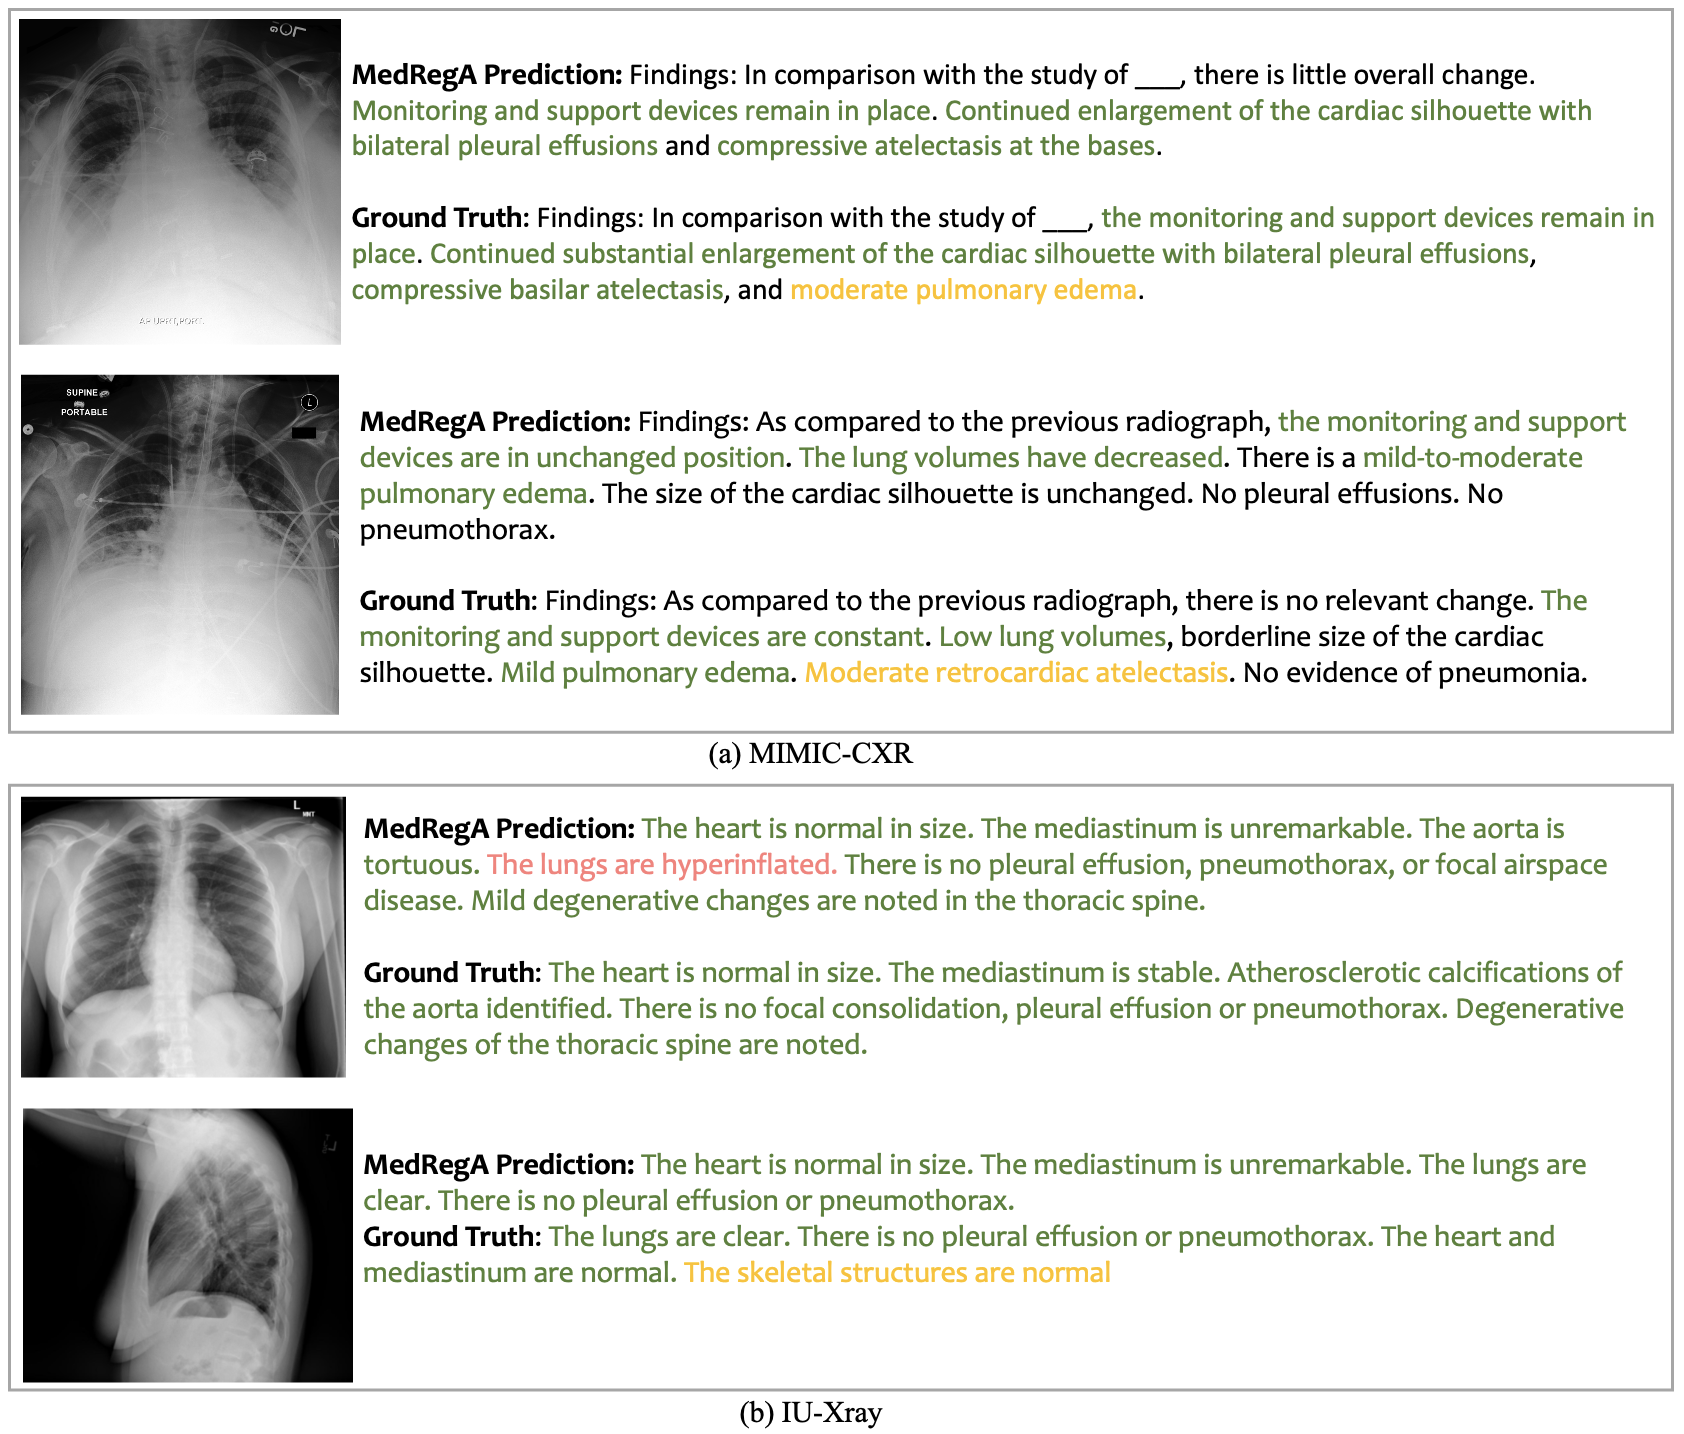 MedRegA Prediction: Findings: In comparison with the study of ___, there is little overall change.
Monitoring and support devices remain in place. Continued enlargement of the cardiac silhouette with
bilateral pleural effusions and compressive atelectasis at the bases.
Ground Truth: Findings: In comparison with the study of ___, the monitoring and support devices remain in
place. Continued substantial enlargement of the cardiac silhouette with bilateral pleural effusions,
compressive basilar atelectasis, and moderate pulmonary edema.
SUPINE
PORTABLE
L
MedRegA Prediction: Findings: As compared to the previous radiograph, the monitoring and support
devices are in unchanged position. The lung volumes have decreased. There is a mild-to-moderate
pulmonary edema. The size of the cardiac silhouette is unchanged. No pleural effusions. No
pneumothorax.
Ground Truth: Findings: As compared to the previous radiograph, there is no relevant change. The
monitoring and support devices are constant. Low lung volumes, borderline size of the cardiac
silhouette. Mild pulmonary edema. Moderate retrocardiac atelectasis. No evidence of pneumonia.
(a) MIMIC-CXR
L
MedRegA Prediction: The heart is normal in size. The mediastinum is unremarkable. The aorta is
tortuous. The lungs are hyperinflated. There is no pleural effusion, pneumothorax, or focal airspace
disease. Mild degenerative changes are noted in the thoracic spine.
Ground Truth: The heart is normal in size. The mediastinum is stable. Atherosclerotic calcifications of
the aorta identified. There is no focal consolidation, pleural effusion or pneumothorax. Degenerative
changes of the thoracic spine are noted.
MedRegA Prediction: The heart is normal in size. The mediastinum is unremarkable. The lungs are
clear. There is no pleural effusion or pneumothorax.
Ground Truth: The lungs are clear. There is no pleural effusion or pneumothorax. The heart and
mediastinum are normal. The skeletal structures are normal
(b) IU-Xray